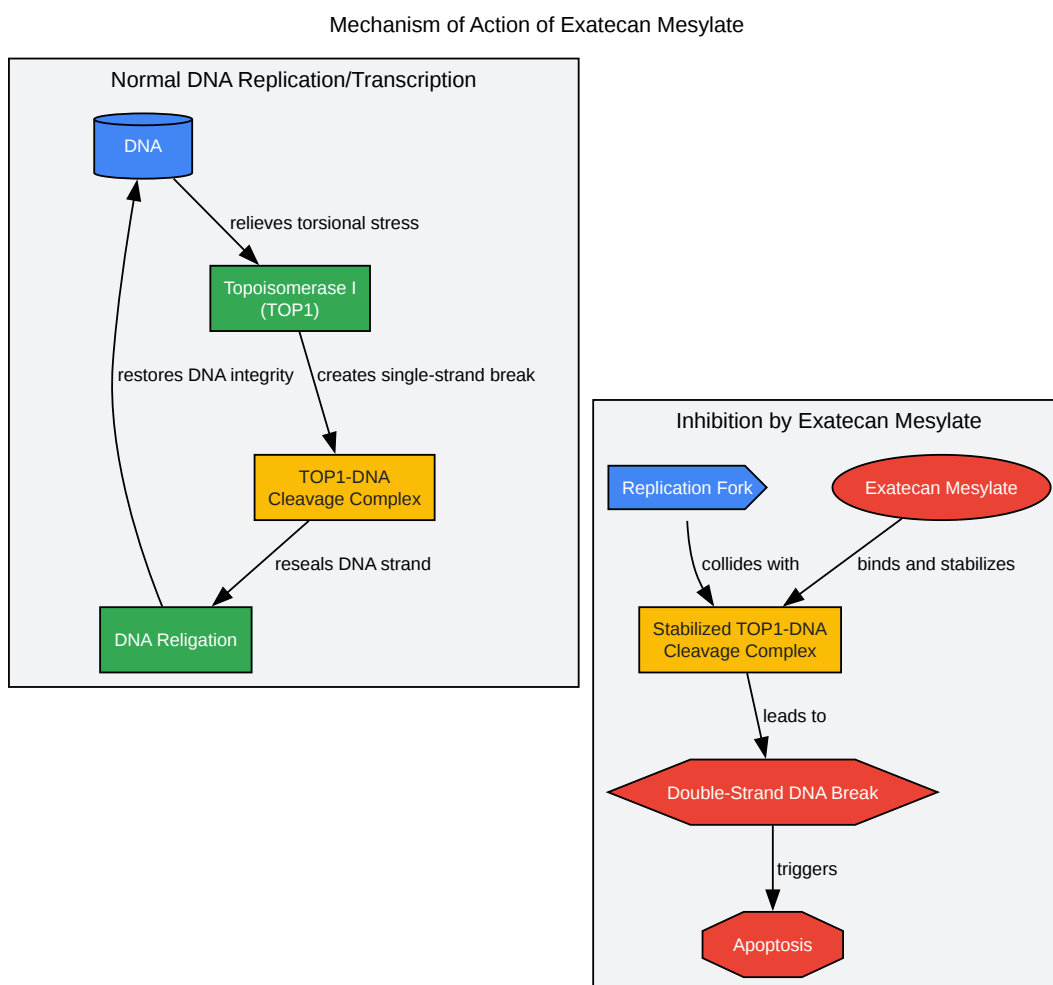 Mechanism of Action of Exatecan Mesylate
Normal DNA Replication/Transcription
DNA
relieves torsional stress
Topoisomerase I
(TOP1)
restores DNA integrity
creates single-strand break
TOP1-DNA
Cleavage Complex
reseals DNA strand
DNA Religation
Inhibition by Exatecan Mesylate
Replication Fork
Exatecan Mesylate
collides with
binds and stabilizes
Stabilized TOP1-DNA
Cleavage Complex
leads to
Double-Strand DNA Break
triggers
Apoptosis